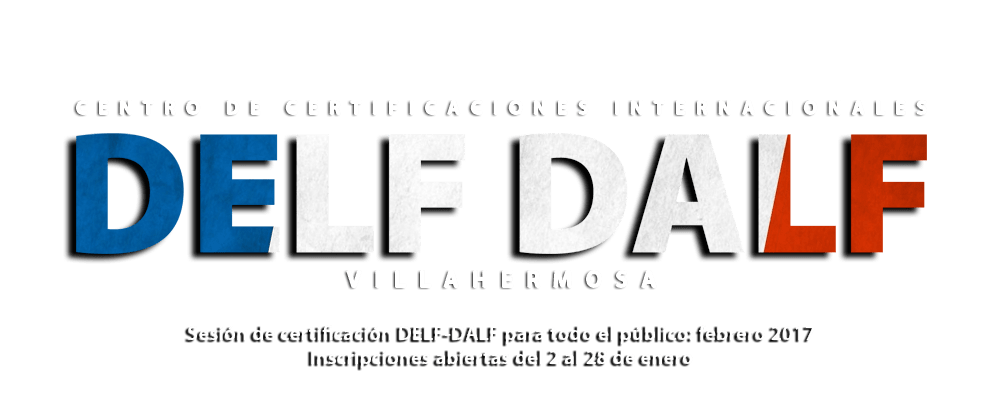 CENTRO DE CERTIFICACIONES INTERNACIONALES
DELF DALF
VILLAHERMOSA
Sesión de certificación DELF-DALF para todo el público: febrero 2017
Inscripciones abiertas del 2 al 28 de enero